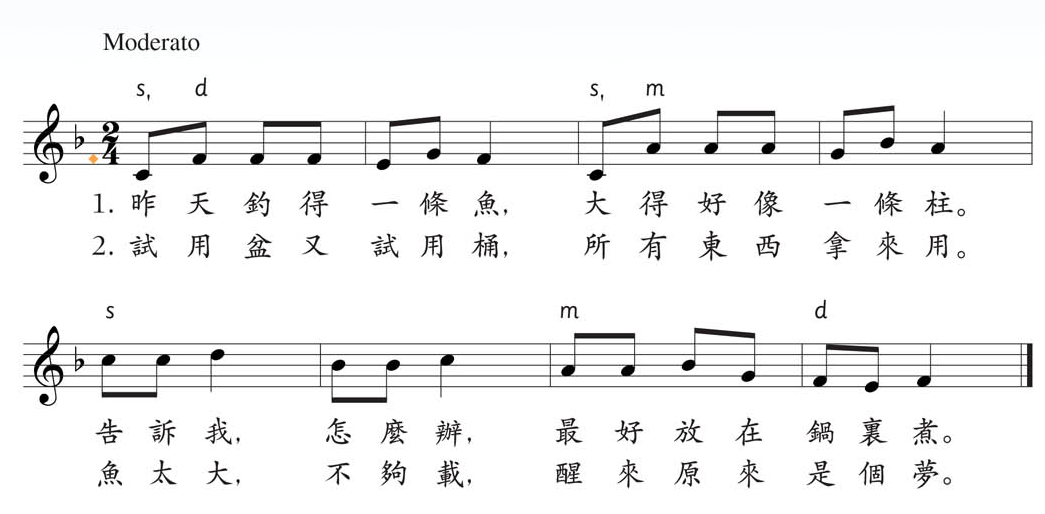 Moderato
s, d s, m
2
4
1. 昨天釣得一條魚, 大得好像一條柱。
2. 試用盆又試用桶, 所有東西拿來用。
s m d
告訴我, 怎麼辦, 最好放在鍋裏煮。
魚太大, 不夠載, 醒來原來是個夢。